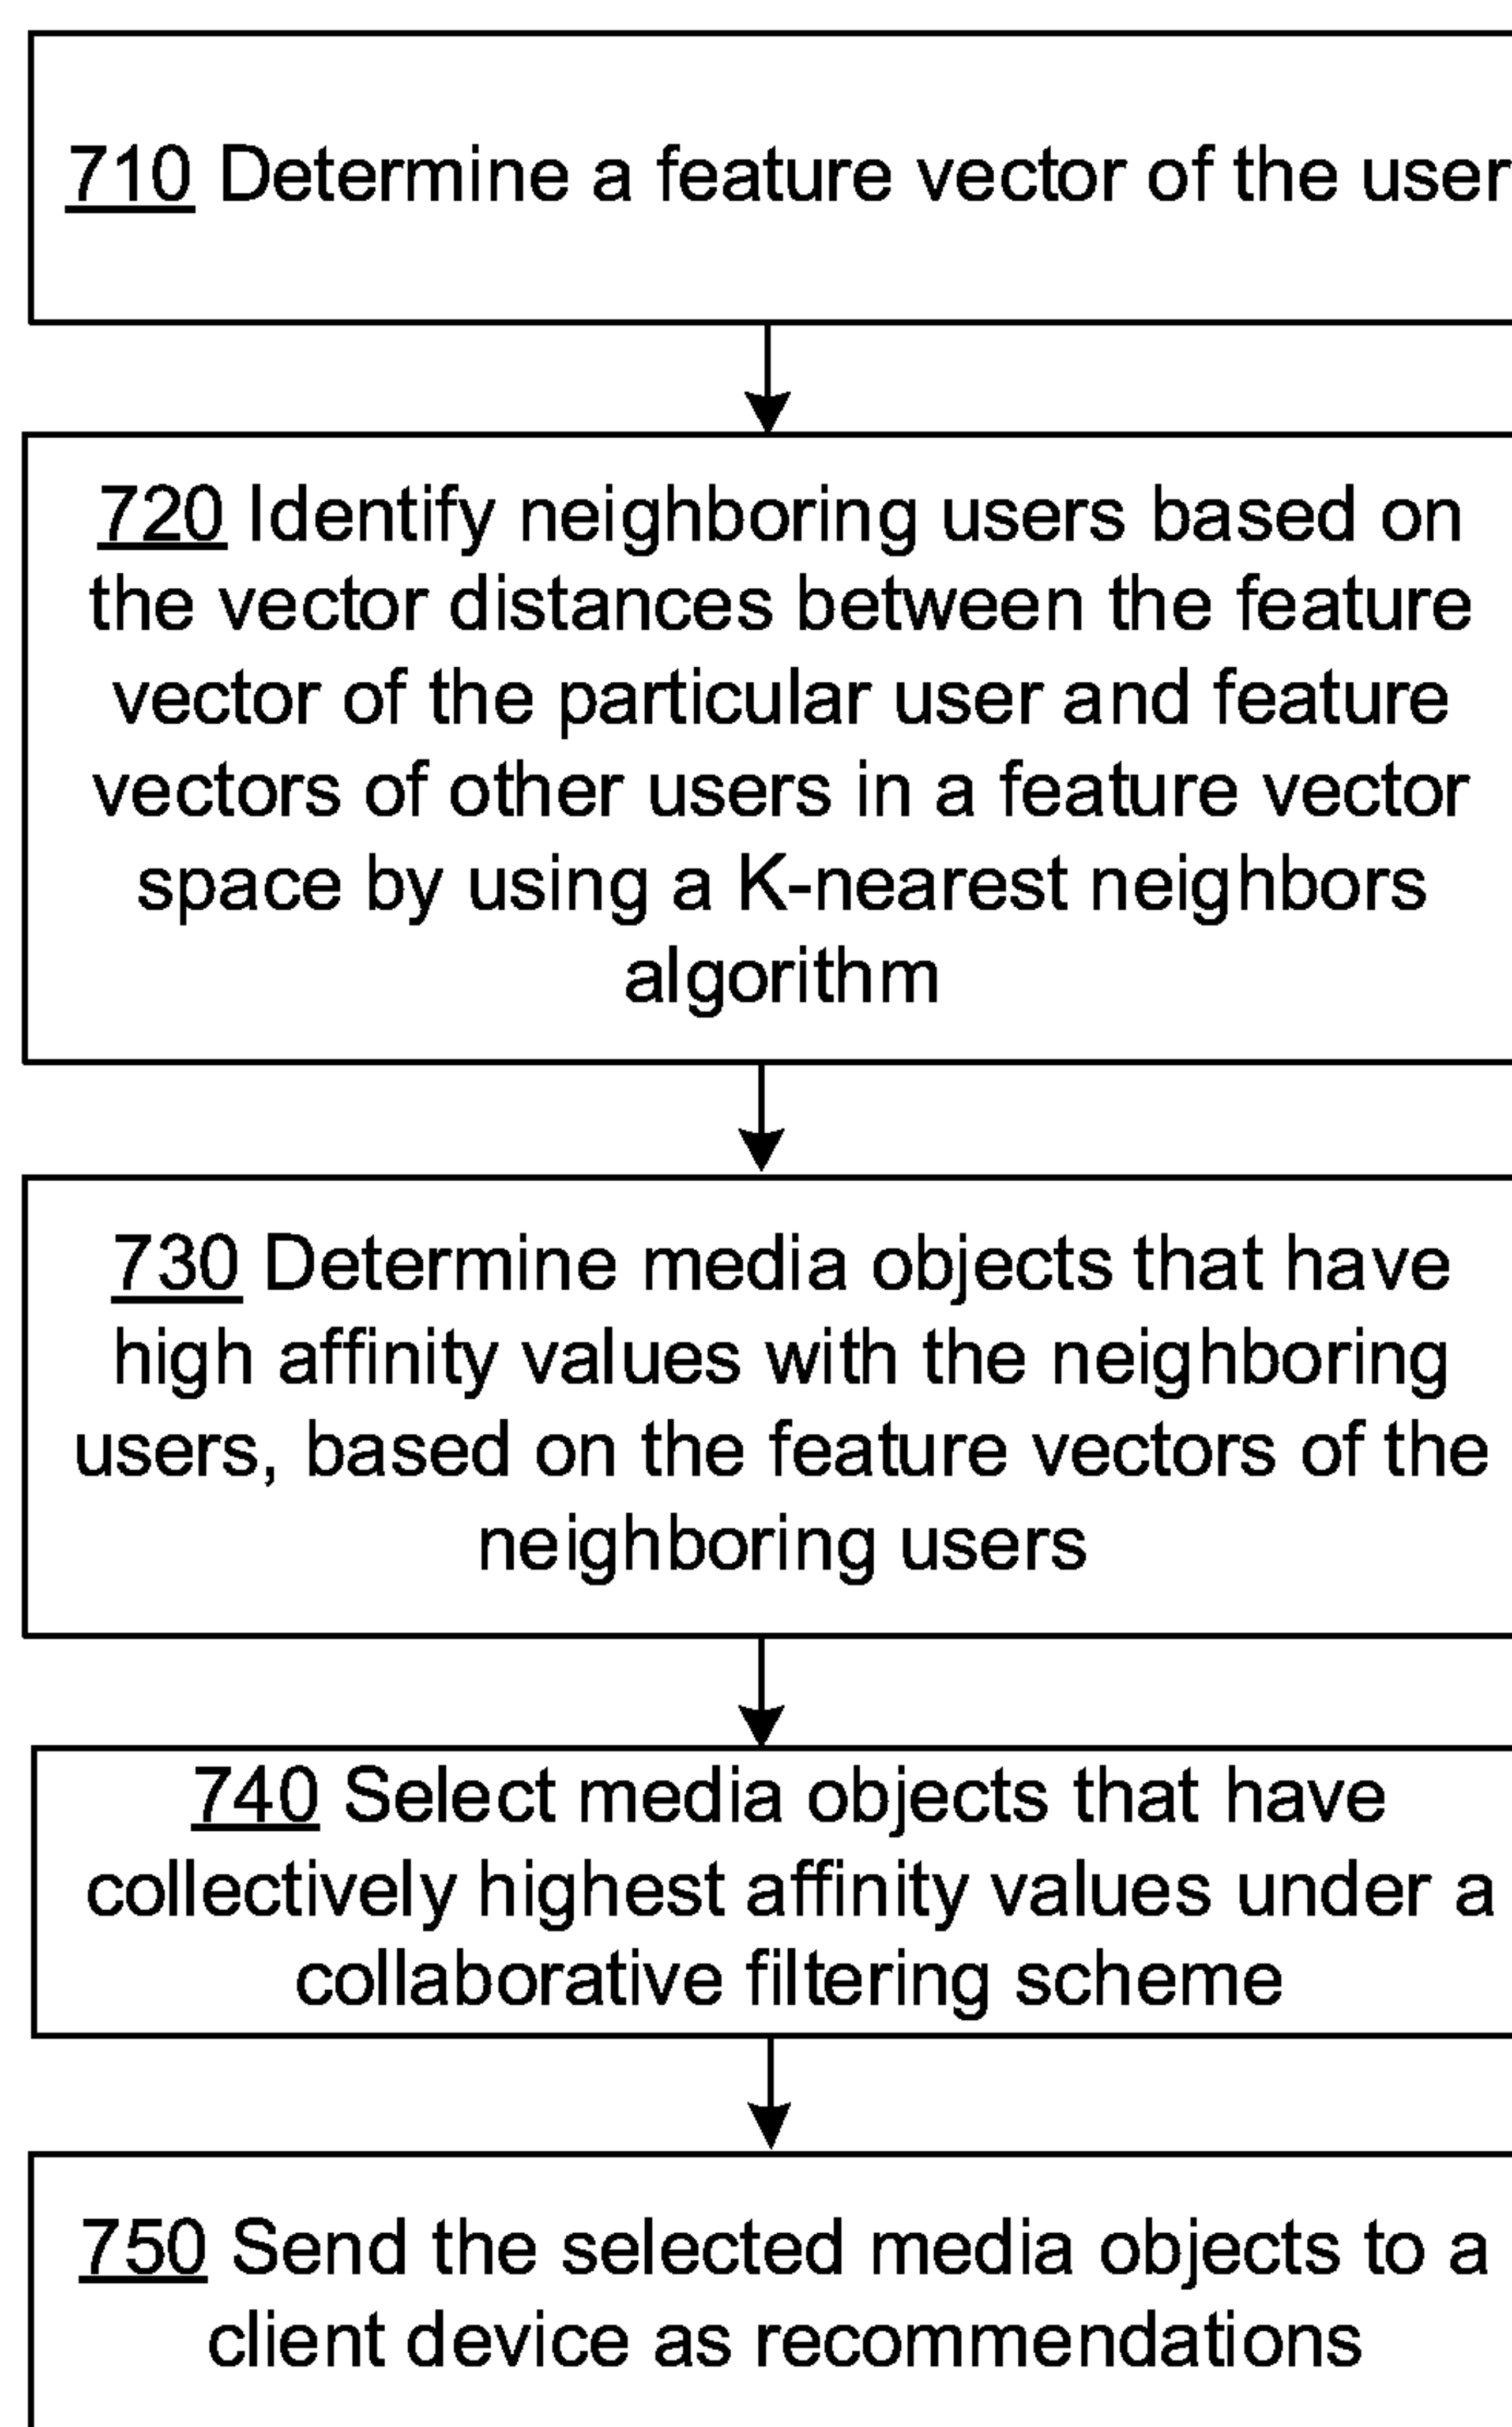 710 Determine a feature vector of the user
720 Identify neighboring users based on
the vector distances between the feature
vector of the particular user and feature
vectors of other users in a feature vector
space by using a K-nearest neighbors
algorithm
730 Determine media objects that have
high affinity values with the neighboring
users, based on the feature vectors of the
neighboring users
740 Select media objects that have
collectively highest affinity values under a
collaborative filtering scheme
750 Send the selected media objects to a
client device as recommendations